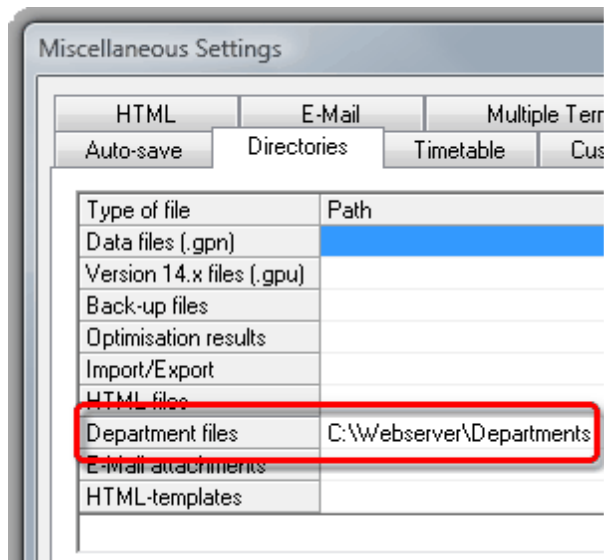 Miscellaneous Settings
HTML E-Mail Multiple Terr
Auto-save Directories Timetable Cus
Type of file Path
Data files (.gpn)
Version 14.x files (.gpu)
Back-up files
Optimisation results
Import/Export
HTML files
Department files C:\Webserver\Departments
E-Mail attachments
HTML-templates